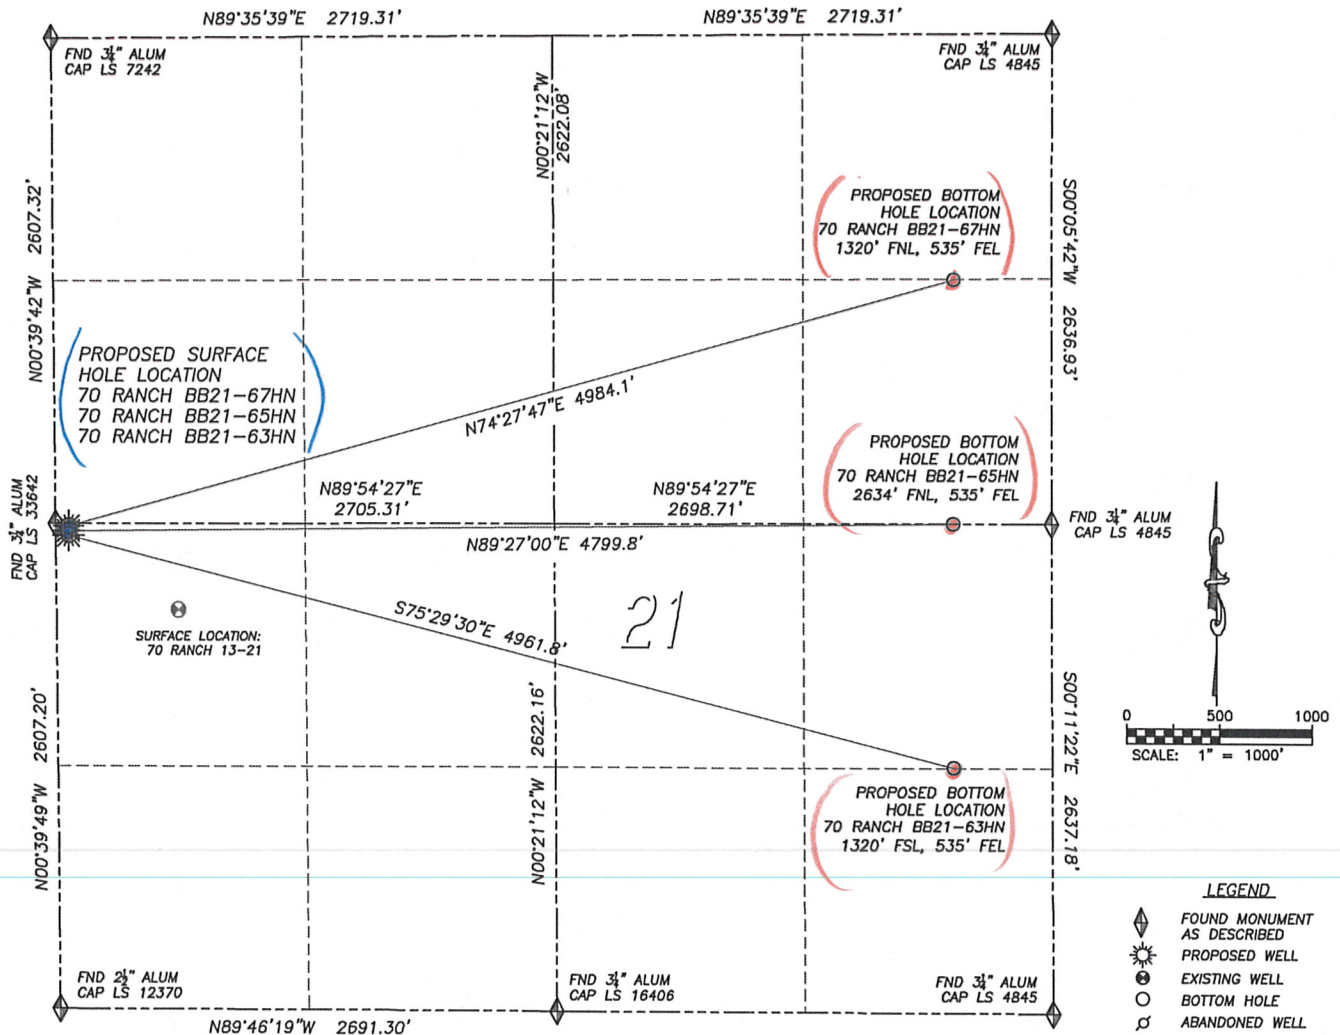 N89°35'39"E 2719.31'
N89°35'39"E 2719.31'
FND 3¼" ALUM
CAP LS 7242
FND 3¼" ALUM
CAP LS 4845
N00°21'12"W
2622.08'
N00°39'42"W 2607.32'
S00°05'42"W 2636.93'
PROPOSED BOTTOM
HOLE LOCATION
70 RANCH BB21-67HN
1320' FNL, 535' FEL
PROPOSED SURFACE
HOLE LOCATION
70 RANCH BB21-67HN
70 RANCH BB21-65HN
70 RANCH BB21-63HN
N74°27'47"E 4984.1'
PROPOSED BOTTOM
HOLE LOCATION
70 RANCH BB21-65HN
2634' FNL, 535' FEL
FND 3¼" ALUM
CAP LS 33642
N89°54'27"E
2705.31'
N89°54'27"E
2698.71'
FND 3¼" ALUM
CAP LS 4845
N89°27'00"E 4799.8'
SURFACE LOCATION:
70 RANCH 13-21
S75°29'30"E 4961.8'
21
N00°39'49"W 2607.20'
N00°21'12"W 2622.16'
S00°11'22"E 2637.18'
0 500 1000
SCALE: 1" = 1000'
PROPOSED BOTTOM
HOLE LOCATION
70 RANCH BB21-63HN
1320' FSL, 535' FEL
FND 2½" ALUM
CAP LS 12370
FND 3¼" ALUM
CAP LS 16406
FND 3¼" ALUM
CAP LS 4845
N89°46'19"W 2691.30'
LEGEND
FOUND MONUMENT
AS DESCRIBED
PROPOSED WELL
EXISTING WELL
BOTTOM HOLE
ABANDONED WELL